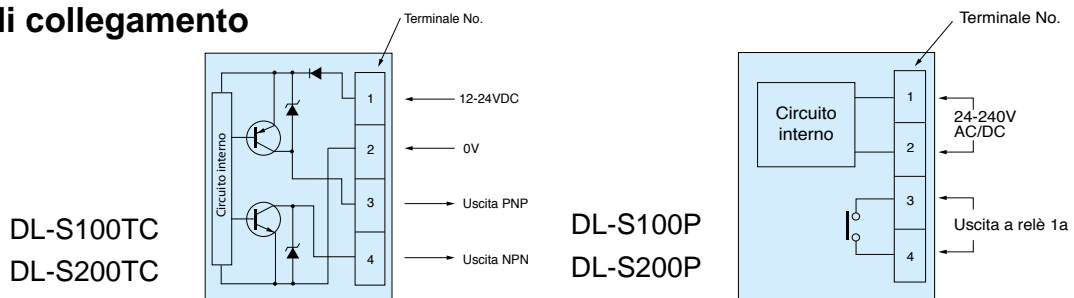 di collegamento
Terminale No.
Circuito interno
1
2
3
4
12-24VDC
0V
Uscita PNP
Uscita NPN
DL-S100TC
DL-S200TC
Terminale No.
Circuito
interno
1
2
3
4
24-240V
AC/DC
Uscita a relè 1a
DL-S100P
DL-S200P